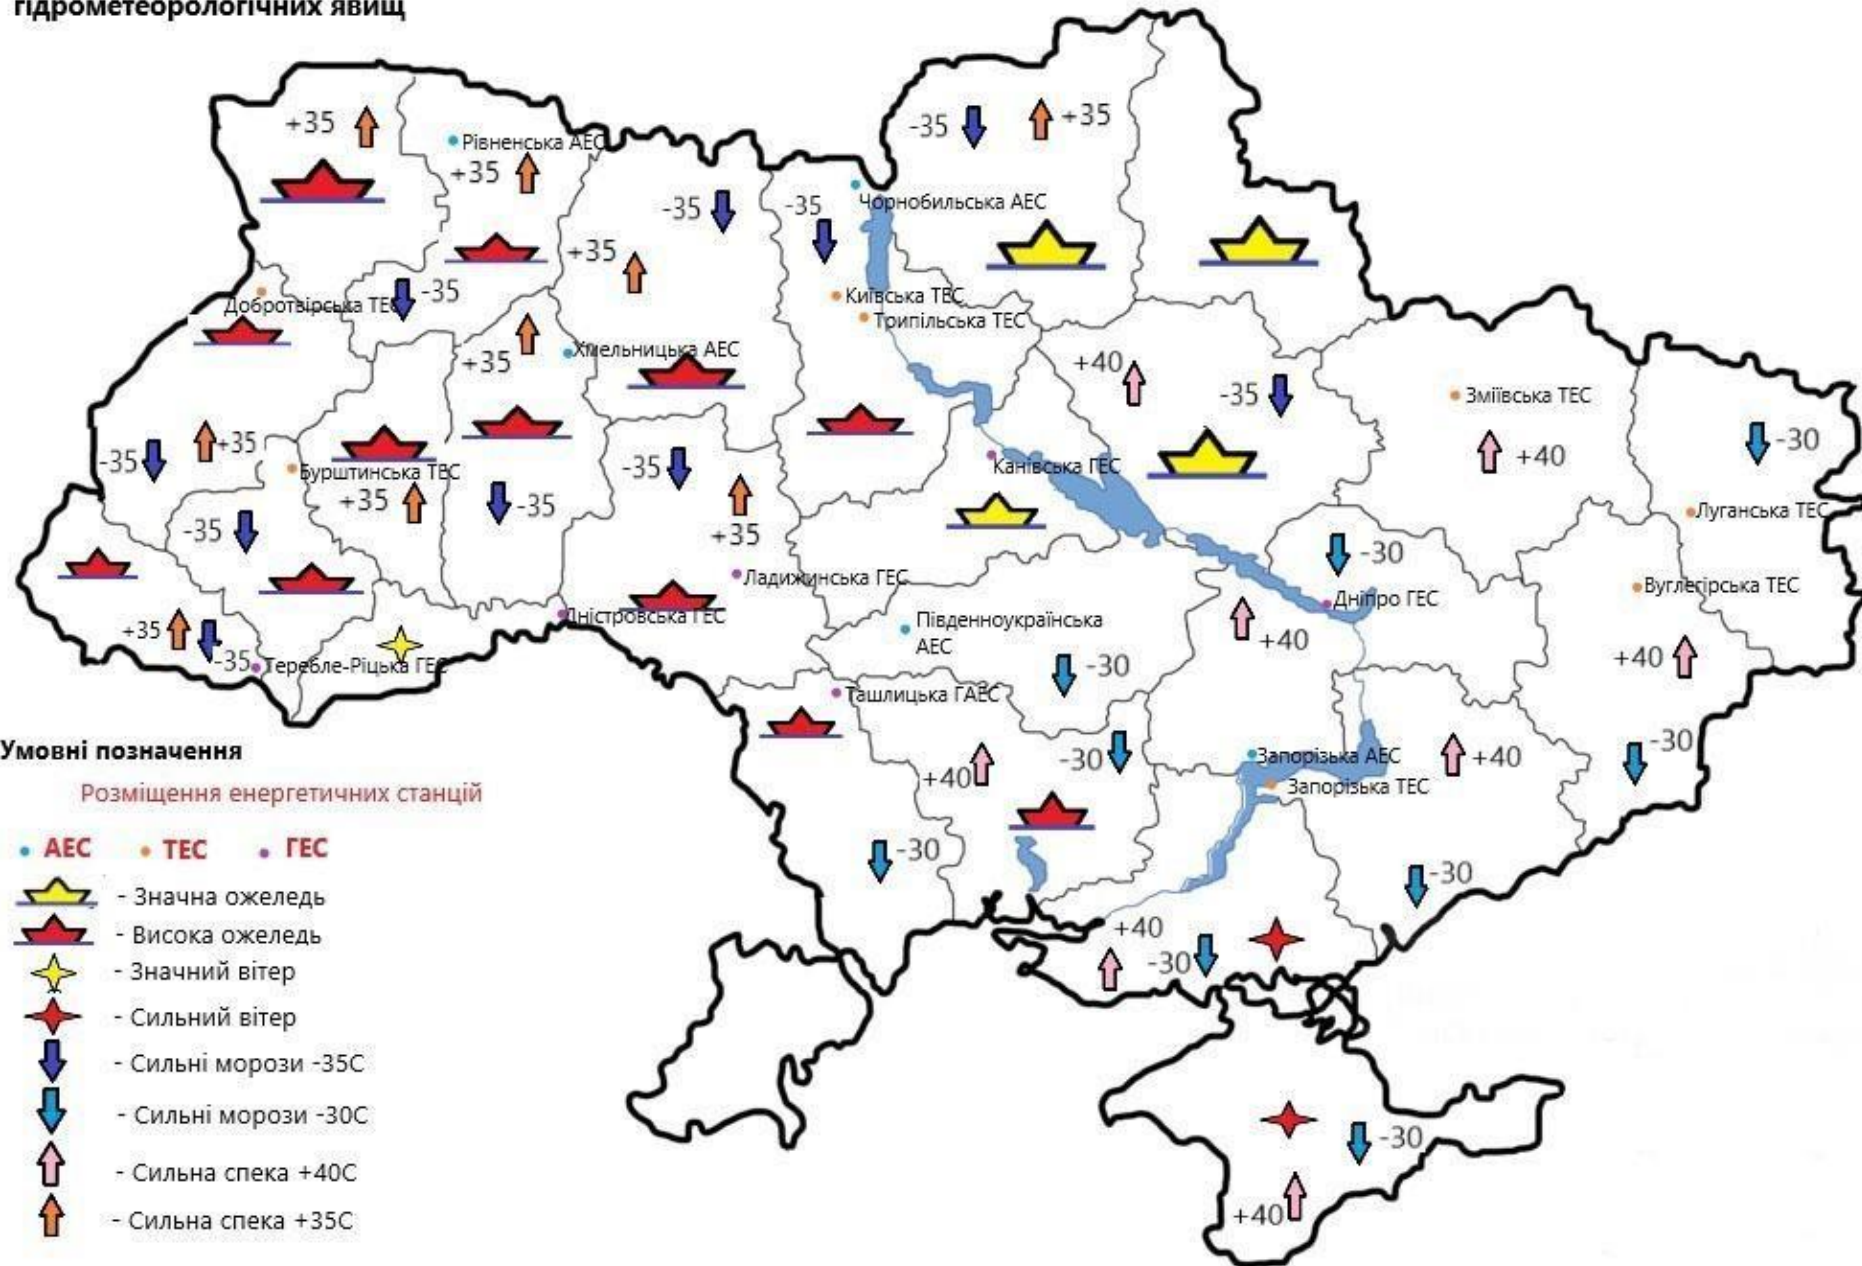 гідрометеорологічних явищ
+35
-35
+35
Рівненська АЕС
+35
-35
-35
Чорнобильська АЕС
+35
Добротвірська ТЕС
-35
Київська ТЕС
Трипільська ТЕС
+35
Хмельницька АЕС
+40
-35
Зміївська ТЕС
-35
+35
Бурштинська ТЕС
-35
Канівська ГЕС
+40
-30
+35
-35
Луганська ТЕС
-35
+35
-30
Ладижинська ГЕС
Вуглегірська ТЕС
Дніпро ГЕС
Дністровська ГЕС
Південноукраїнська
АЕС
+35
+40
-35
Теребле-Ріцька ГЕС
-30
+40
Ташлицька ГАЕС
Умовні позначення
-30
+40
Запорізька АЕС
+40
-30
Запорізька ТЕС
Розміщення енергетичних станцій
АЕС
ТЕС
ГЕС
-30
-30
- Значна ожеледь
- Висока ожеледь
+40
-30
- Значний вітер
- Сильний вітер
- Сильні морози -35С
- Сильні морози -30С
-30
- Сильна спека +40С
+40
- Сильна спека +35С